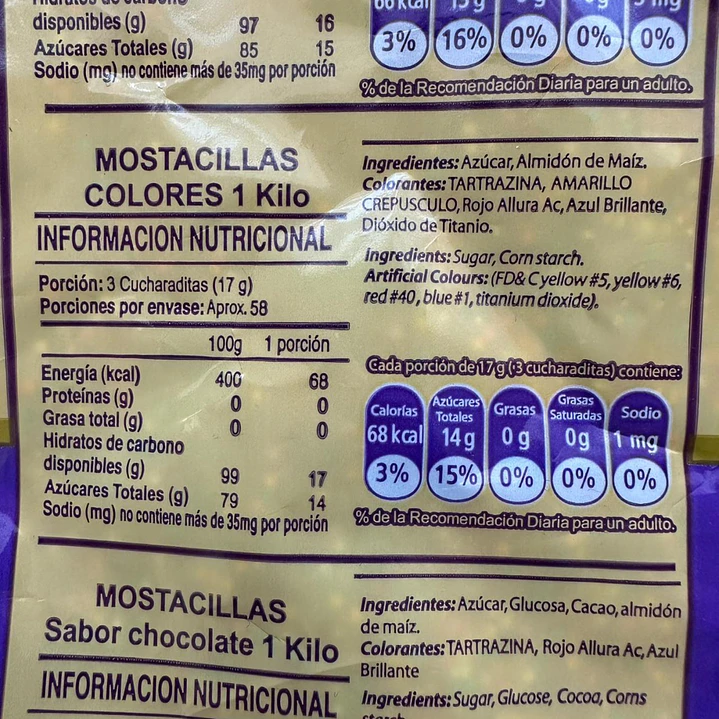 disponibles (g) 97 16
Azúcares Totales (g) 85 15
Sodio (mg) no contiene más de 35mg por porción
66 kcal 15 g
3% 16% 0% 0% 0%
% de la Recomendación Diaria para un adulto.
MOSTACILLAS
COLORES 1 Kilo
INFORMACION NUTRICIONAL
Porción: 3 Cucharaditas (17 g)
Porciones por envase: Aprox. 58
100g 1 porción
Energía (kcal) 400 68
Proteínas (g) 0 0
Grasa total (g) 0 0
Hidratos de carbono
disponibles (g) 99 17
Azúcares Totales (g) 79 14
Sodio (mg) no contiene más de 35mg por porción
Ingredientes: Azúcar, Almidón de Maíz.
Colorantes: TARTRAZINA, AMARILLO
CREPUSCULO, Rojo Allura Ac, Azul Brillante,
Dióxido de Titanio.
Ingredients: Sugar, Corn starch.
Artificial Colours: (FD& C yellow #5, yellow #6,
red #40, blue #1, titanium dioxide).
Cada porción de 17 g (3 cucharaditas) contiene:
Calorías Azúcares Totales Grasas Grasas Saturadas Sodio
68 kcal 14 g 0 g 0g 1 mg
3% 15% 0% 0% 0%
% de la Recomendación Diaria para un adulto.
MOSTACILLAS
Sabor chocolate 1 Kilo
INFORMACION NUTRICIONAL
Ingredientes: Azúcar, Glucosa, Cacao, almidón
de maíz.
Colorantes: TARTRAZINA, Rojo Allura Ac, Azul
Brillante
Ingredients: Sugar, Glucose, Cocoa, Corns